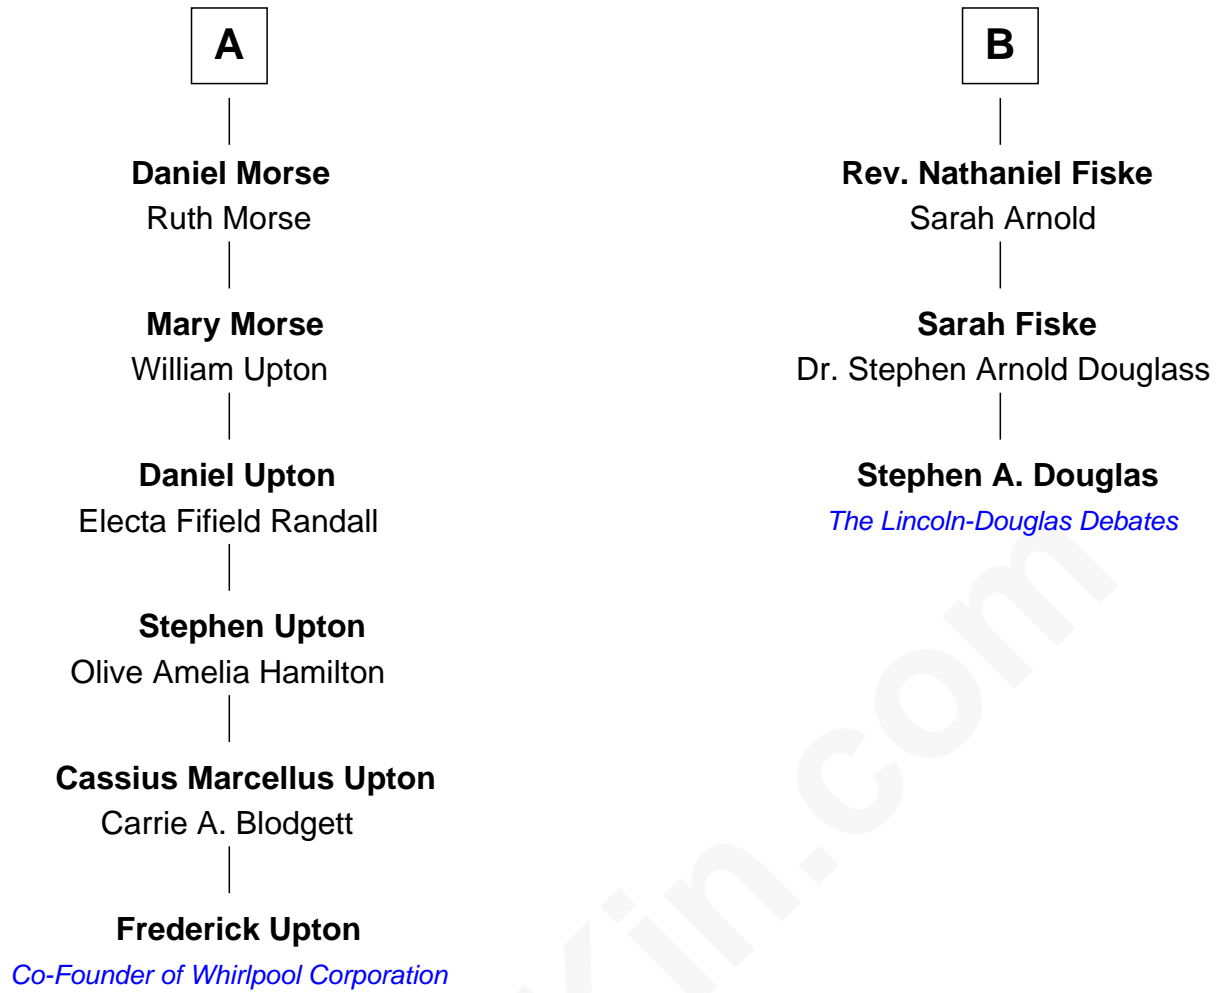 A
Daniel Morse
Ruth Morse
Mary Morse
William Upton
Daniel Upton
Electa Fifield Randall
Stephen Upton
Olive Amelia Hamilton
Cassius Marcellus Upton
Carrie A. Blodgett
Frederick Upton
Co-Founder of Whirlpool Corporation
B
Rev. Nathaniel Fiske
Sarah Arnold
Sarah Fiske
Dr. Stephen Arnold Douglass
Stephen A. Douglas
The Lincoln-Douglas Debates